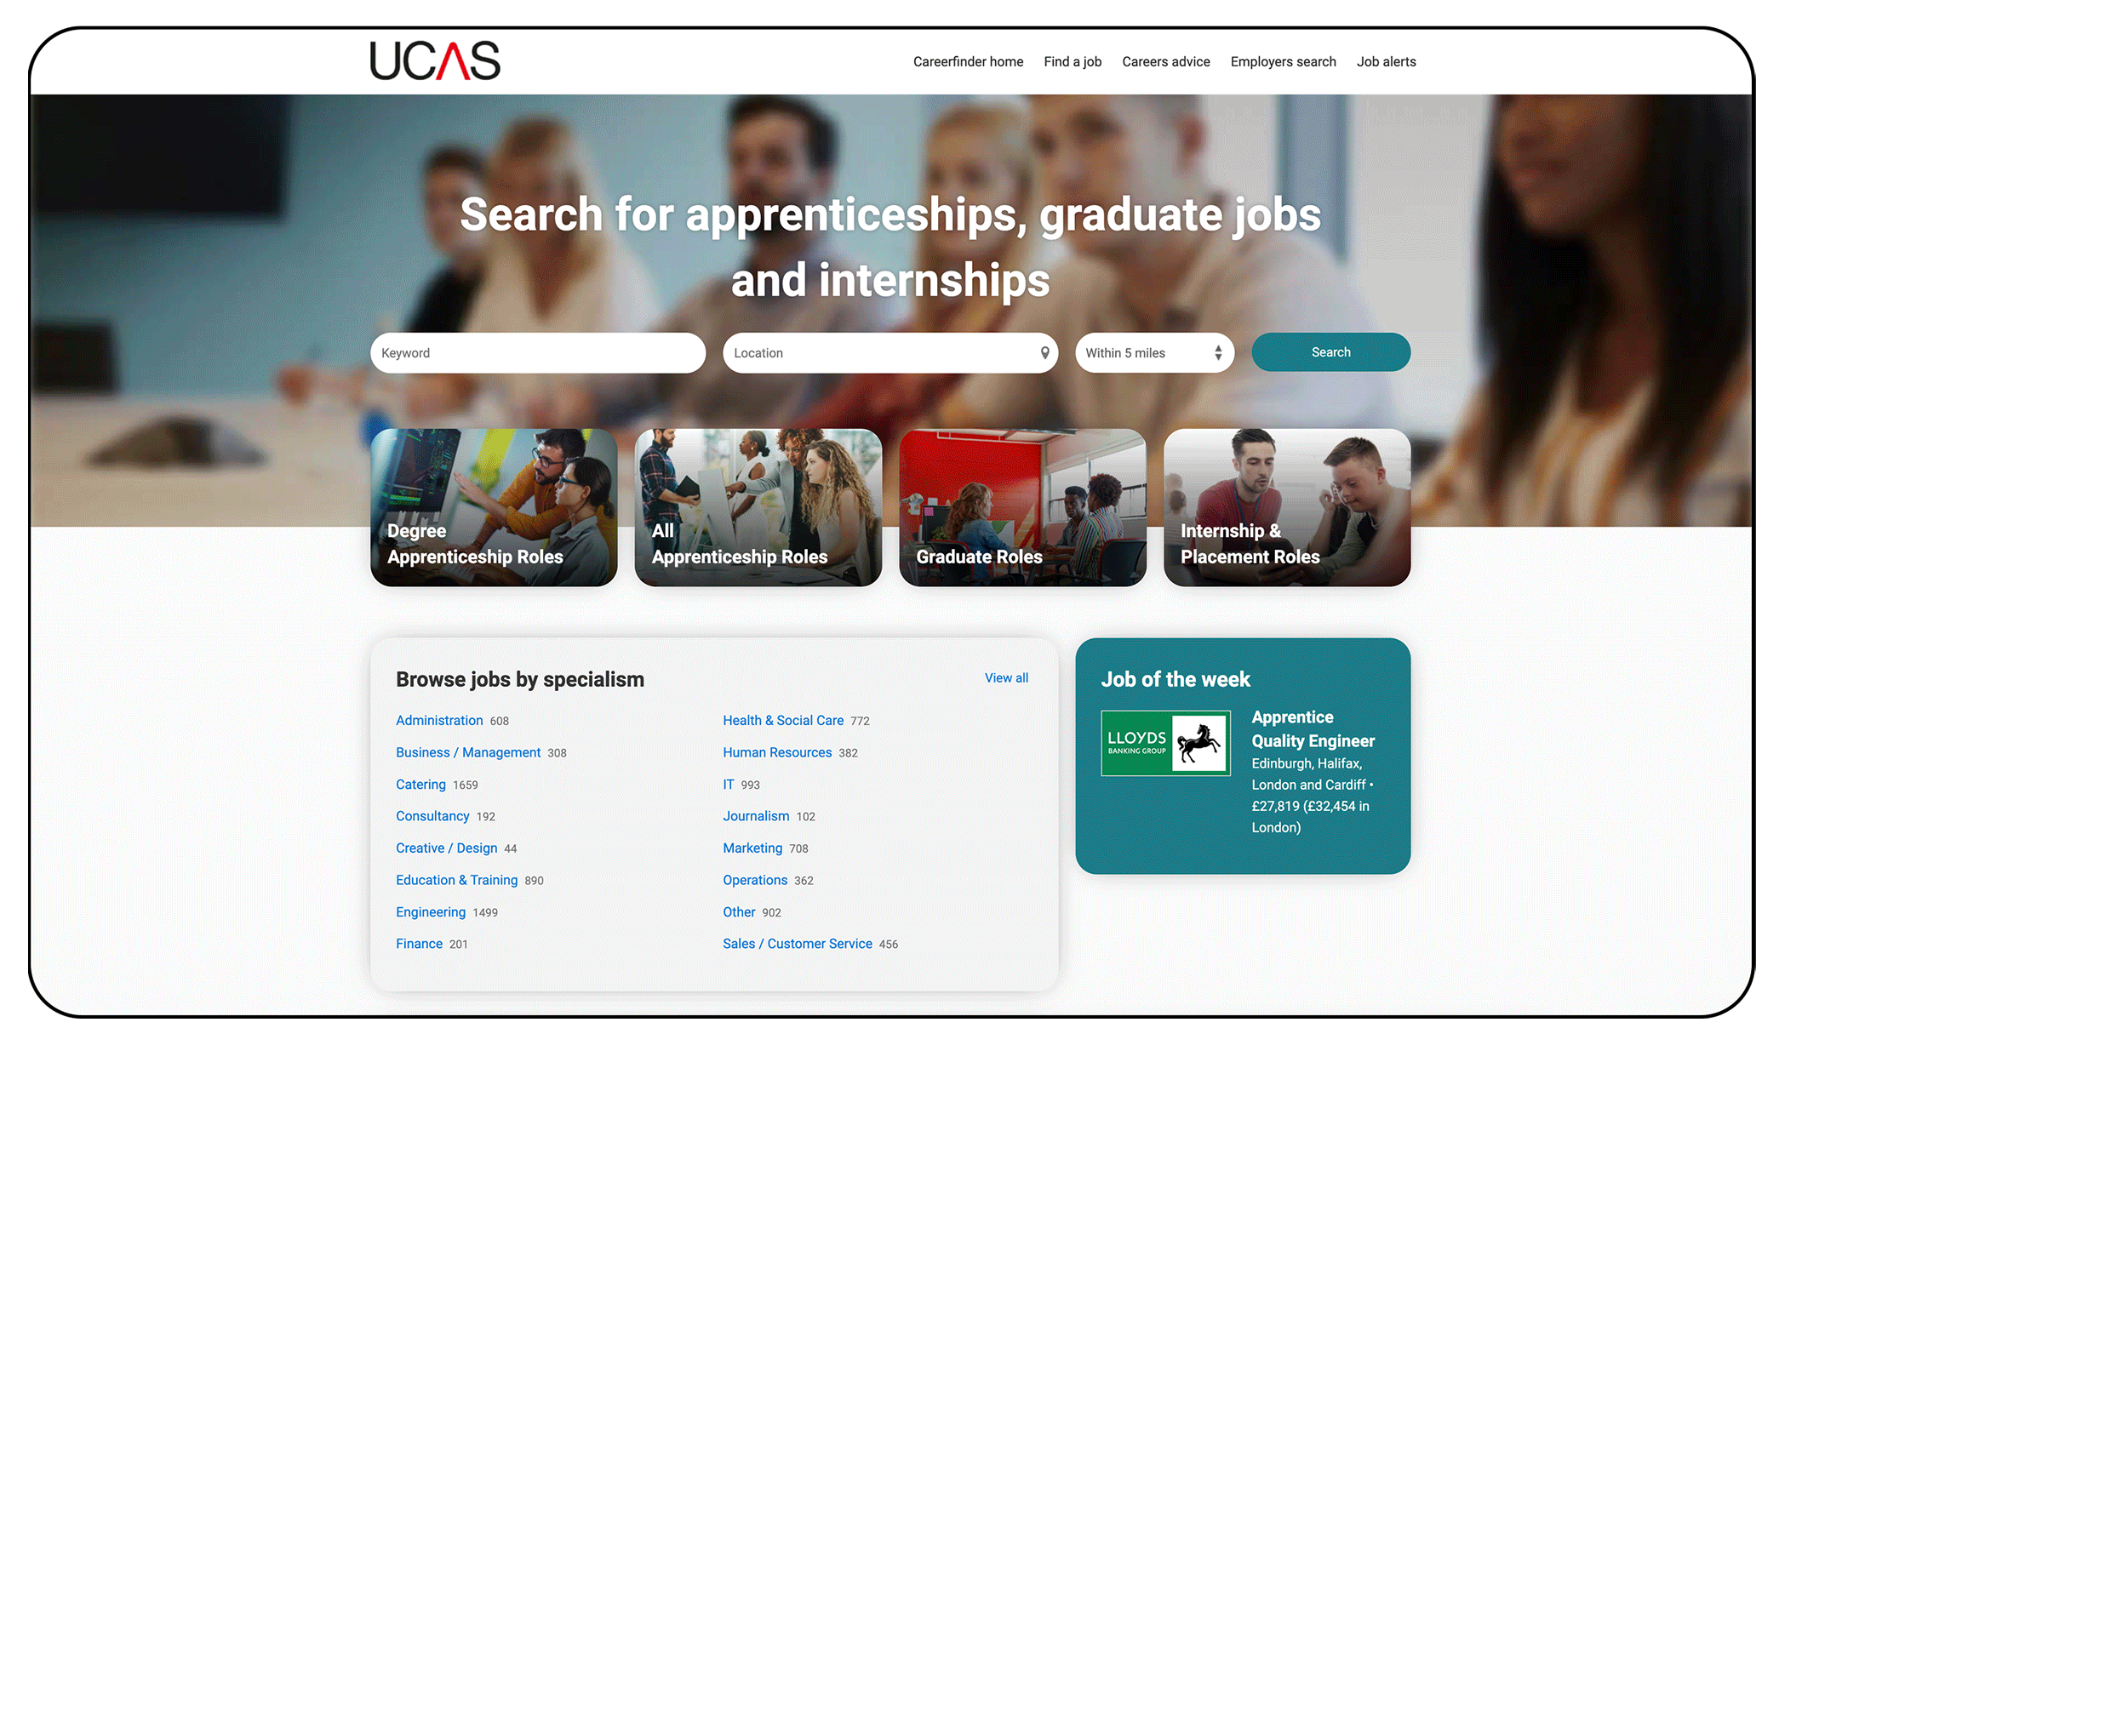 UCAS
Careerfinder home
Find a job
Careers advice
Employers search
Job alerts
Search for apprenticeships, graduate jobs
and internships
Keyword
Location
Within 5 miles
Search
Degree
Apprenticeship Roles
All
Apprenticeship Roles
Graduate Roles
Internship &
Placement Roles
Browse jobs by specialism
View all
Administration 608
Business / Management 308
Catering 1659
Consultancy 192
Creative / Design 44
Education & Training 890
Engineering 1499
Finance 201
Health & Social Care 772
Human Resources 382
IT 993
Journalism 102
Marketing 708
Operations 362
Other 902
Sales / Customer Service 456
Job of the week
LLOYDS
BANKING GROUP
Apprentice
Quality Engineer
Edinburgh, Halifax,
London and Cardiff •
£27,819 (£32,454 in
London)